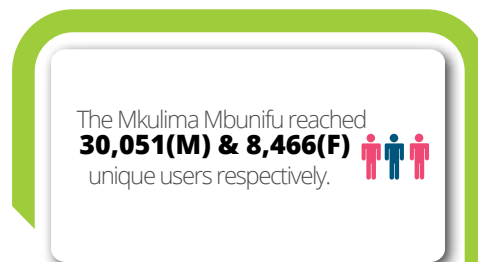 The Mkulima Mbunifu reached
30,051(M) & 8,466(F)
unique users respectively.